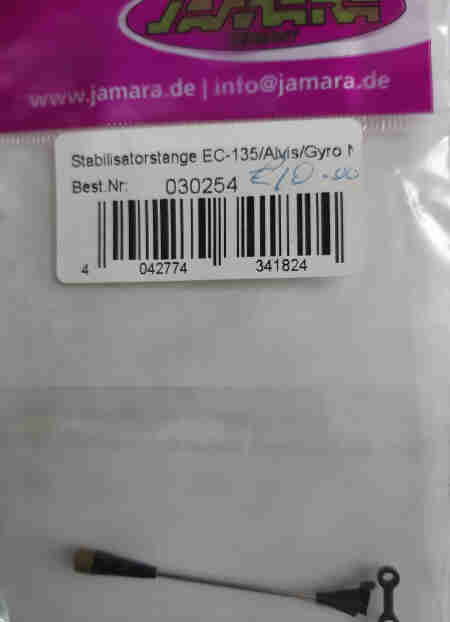 JAMARA
www.jamara.de | info@jamara.de
Stabilisatorstange EC-135/Alvis/Gyro
Best.Nr: 030254 £10.00
4 042774 341824